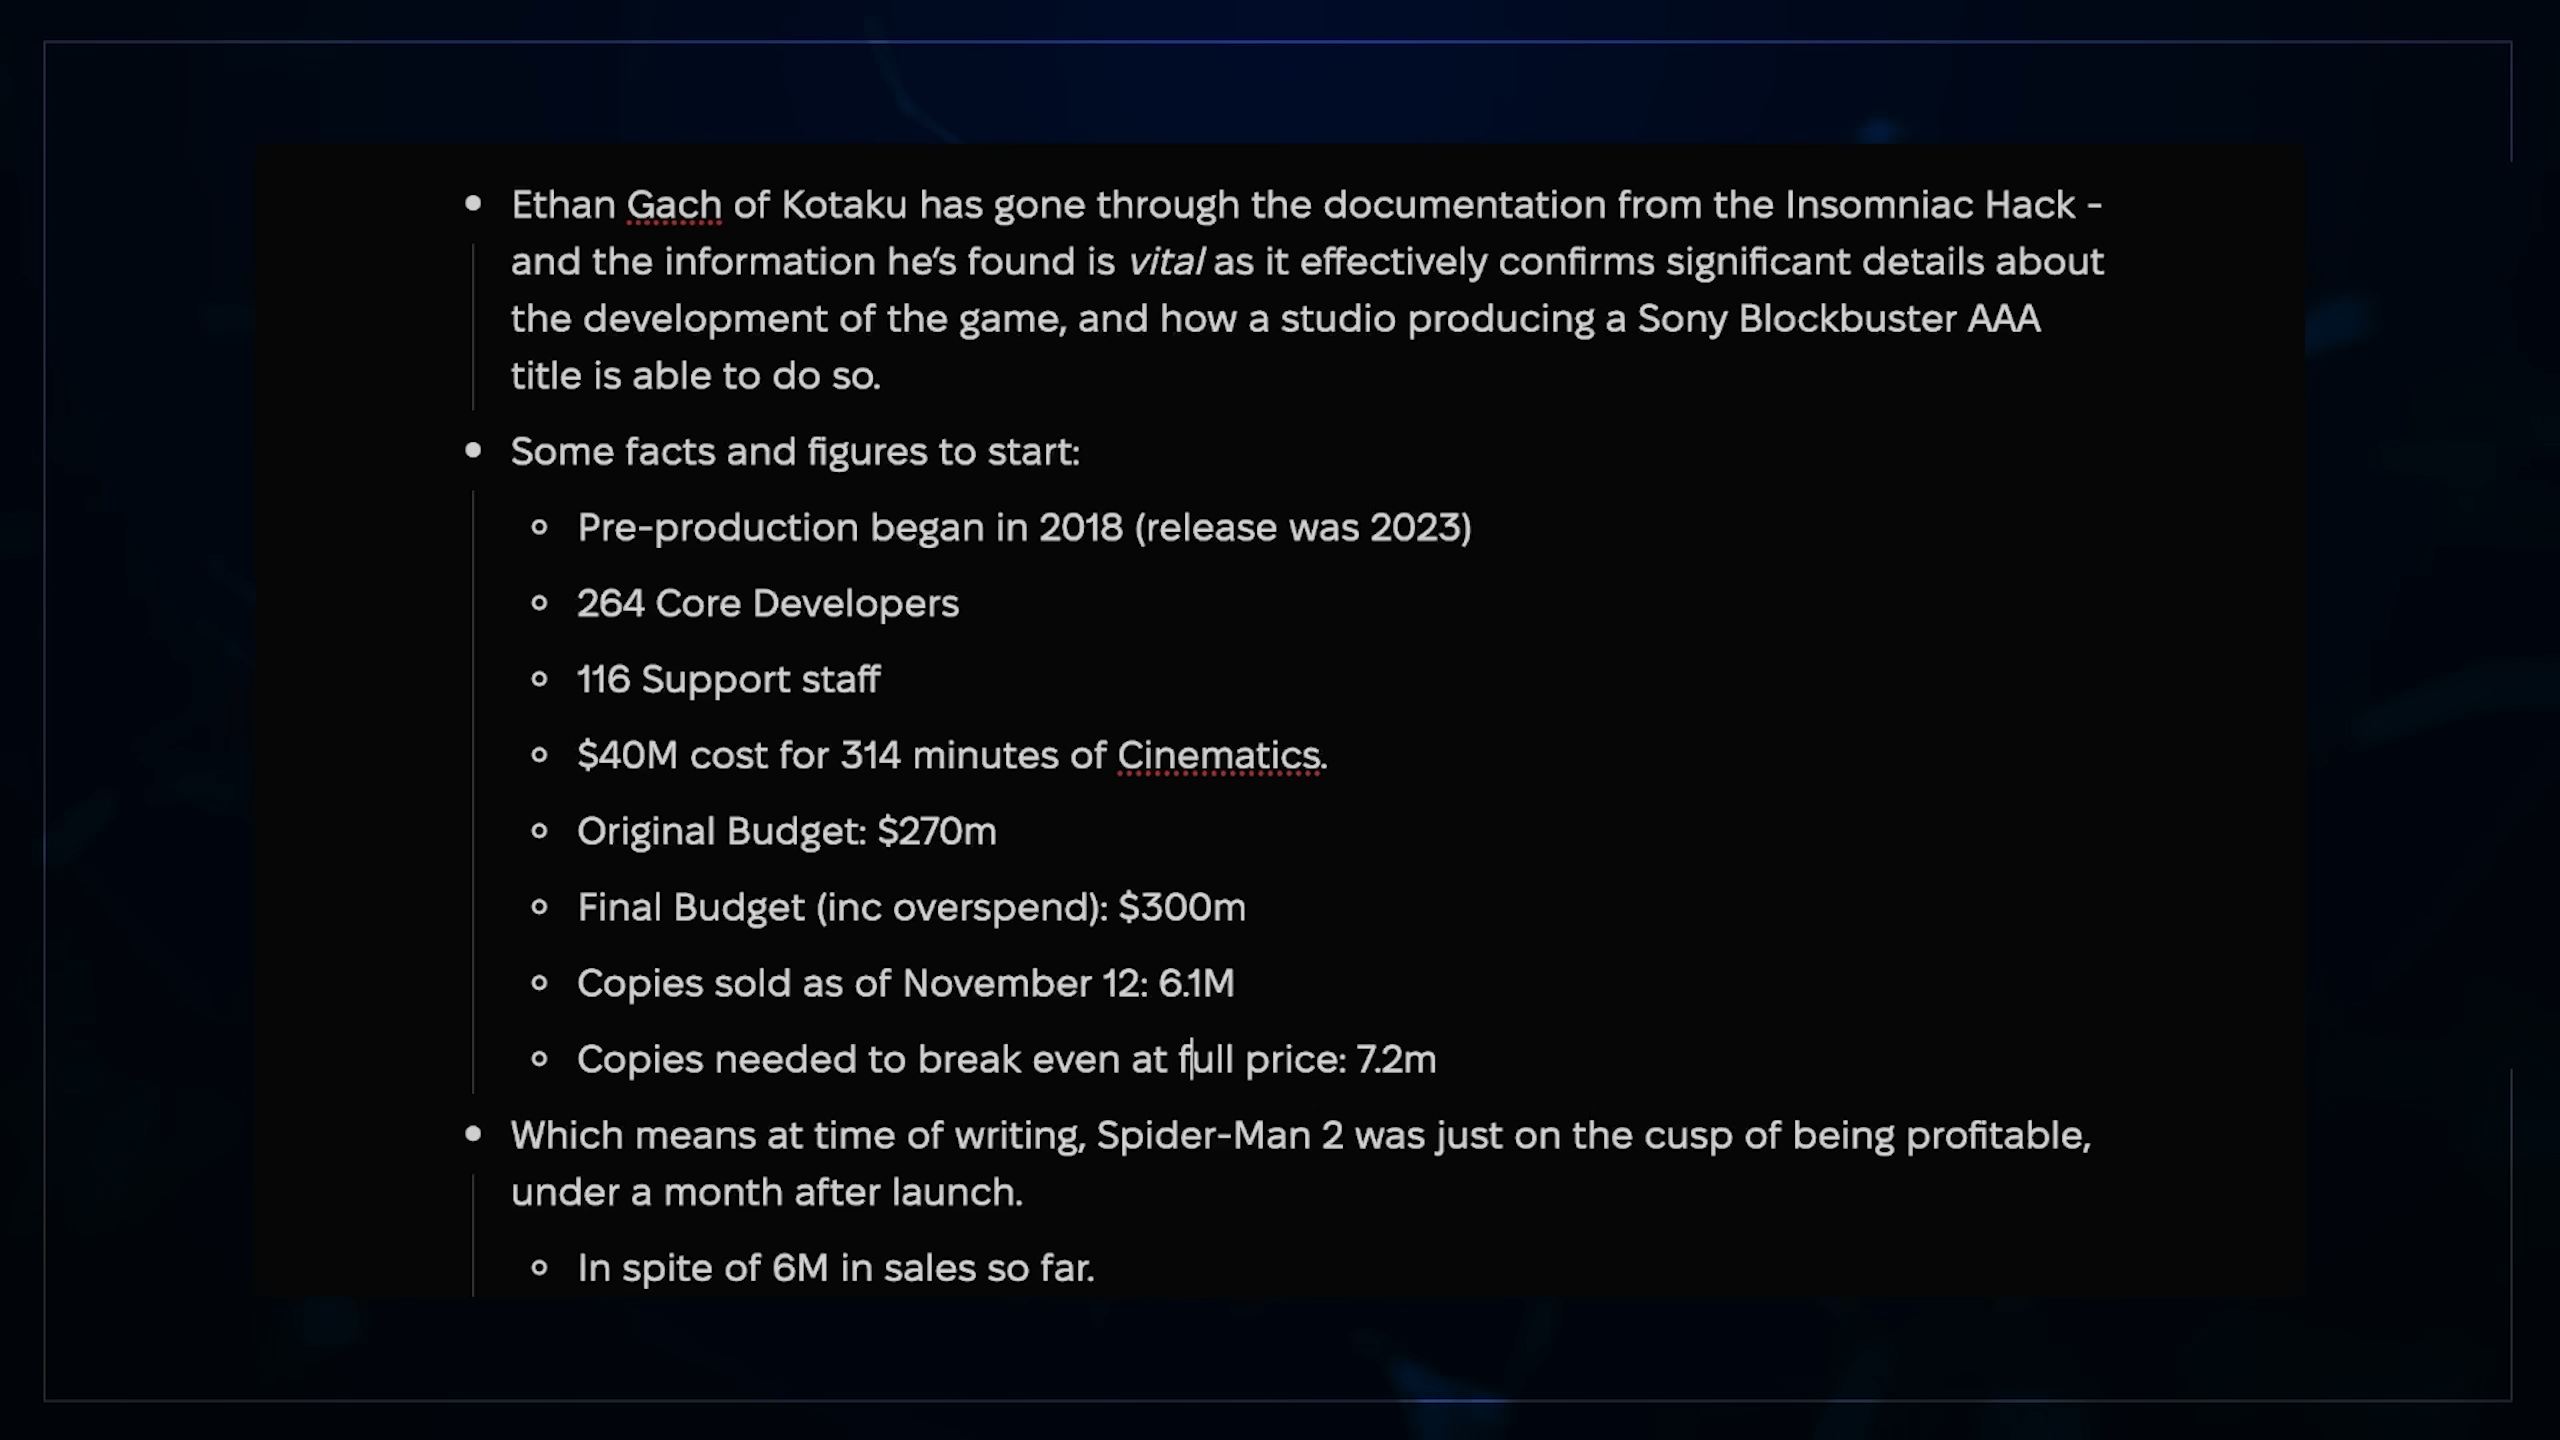 Ethan Gach of Kotaku has gone through the documentation from the Insomniac Hack -
and the information he's found is vital as it effectively confirms significant details about
the development of the game, and how a studio producing a Sony Blockbuster AAA
title is able to do so.
Some facts and figures to start:
Pre-production began in 2018 (release was 2023)
264 Core Developers
116 Support staff
$40M cost for 314 minutes of Cinematics.
Original Budget: $270m
Final Budget (inc overspend): $300m
Copies sold as of November 12: 6.1M
Copies needed to break even at full price: 7.2m
Which means at time of writing, Spider-Man 2 was just on the cusp of being profitable,
under a month after launch.
In spite of 6M in sales so far.